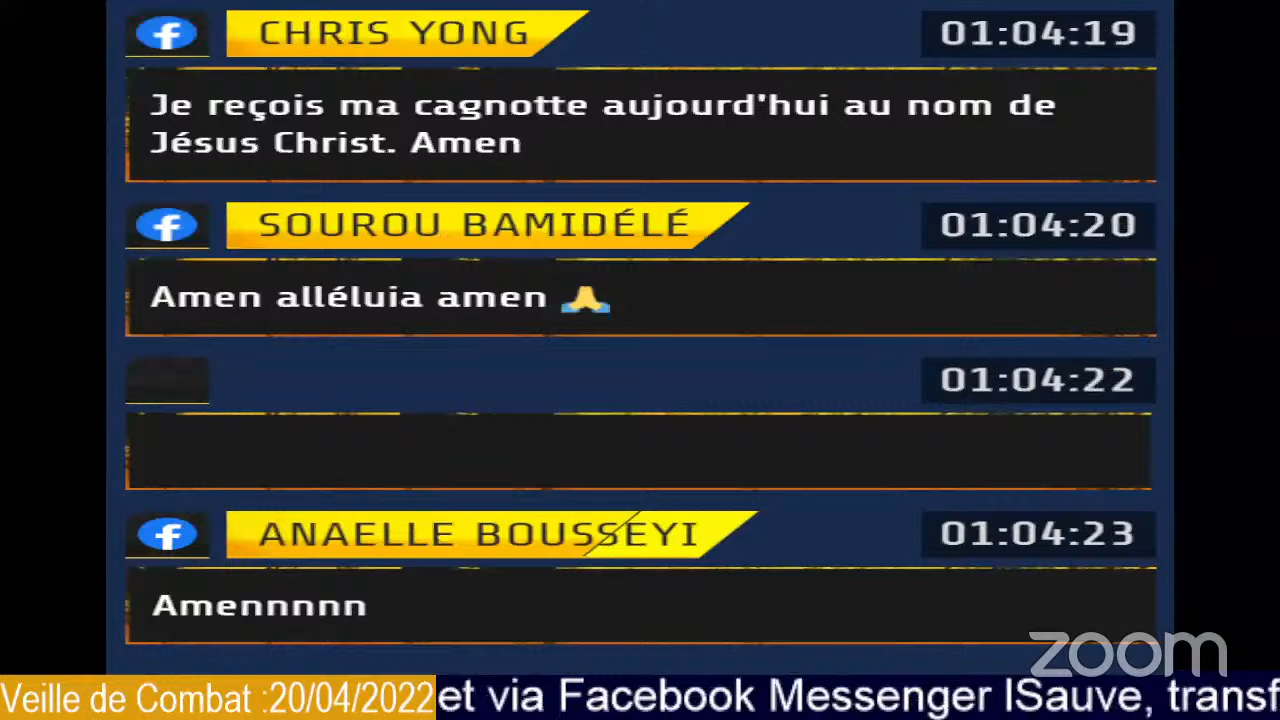 CHRIS YONG 01:04:19
Je reçois ma cagnotte aujourd'hui au nom de
Jésus Christ. Amen
SOUROU BAMIDÉLÉ 01:04:20
Amen alléluia amen 🙏
01:04:22
ANAELLE BOUSSEYI 01:04:23
Amennnnn
zoom
Veille de Combat :20/04/2022 et via Facebook Messenger ISauve, transf